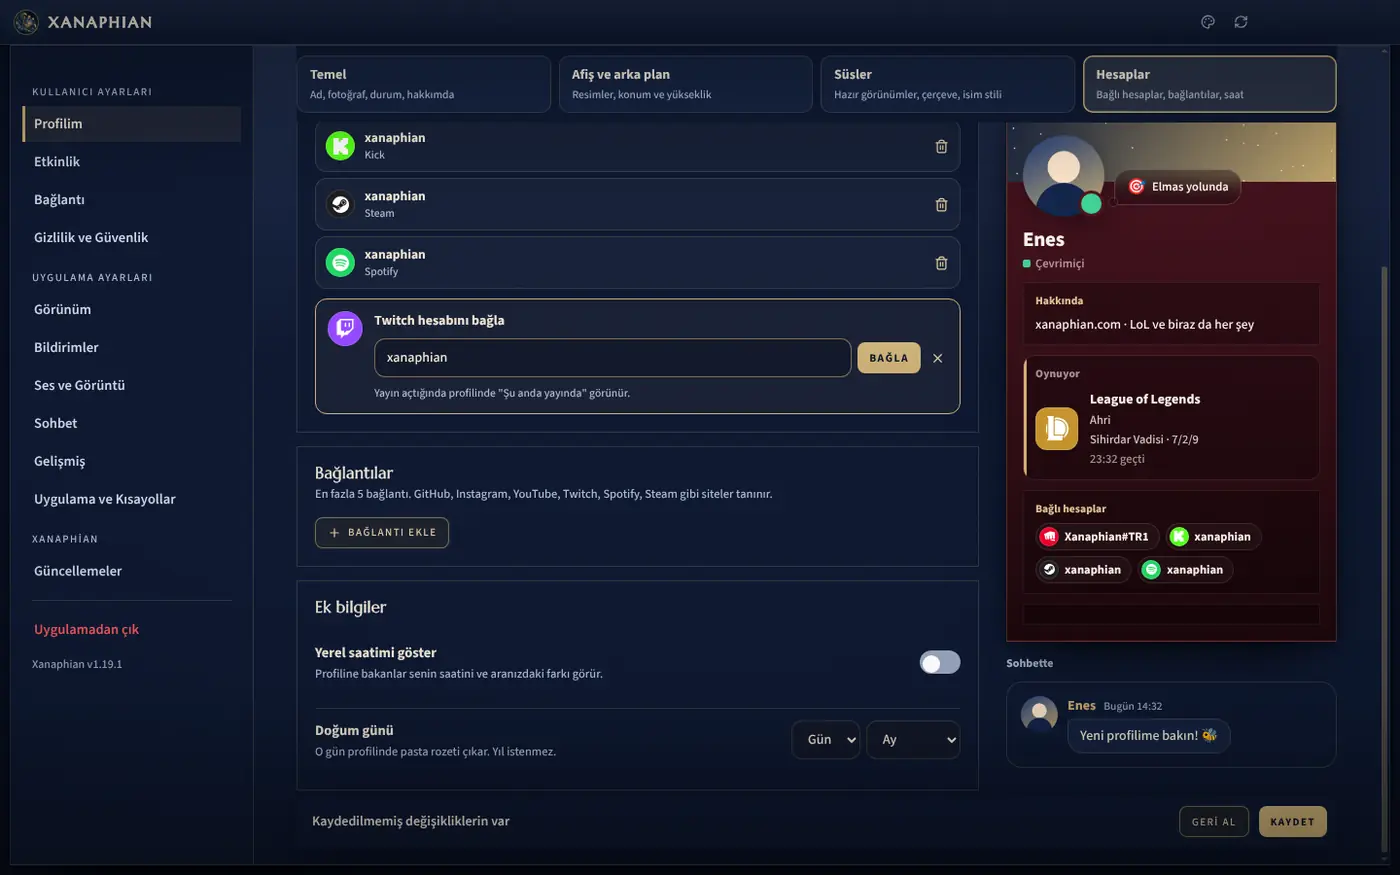 XANAPHIAN
KULLANICI AYARLARI
Profilim
Etkinlik
Bağlantı
Gizlilik ve Güvenlik
UYGULAMA AYARLARI
Görünüm
Bildirimler
Ses ve Görüntü
Sohbet
Gelişmiş
Uygulama ve Kısayollar
XANAPHİAN
Güncellemeler
Uygulamadan çık
Xanaphian v1.19.1
Temel
Ad, fotoğraf, durum, hakkımda
Afiş ve arka plan
Resimler, konum ve yükseklik
Süsler
Hazır görünümler, çerçeve, isim stili
Hesaplar
Bağlı hesaplar, bağlantılar, saat
xanaphian
Kick
xanaphian
Steam
xanaphian
Spotify
Twitch hesabını bağla
xanaphian
BAĞLA
Yayın açtığında profilinde "Şu anda yayında" görünür.
Bağlantılar
En fazla 5 bağlantı. GitHub, Instagram, YouTube, Twitch, Spotify, Steam gibi siteler tanınır.
BAĞLANTI EKLE
Ek bilgiler
Yerel saatimi göster
Profiline bakanlar senin saatini ve aranızdaki farkı görür.
Doğum günü
O gün profilinde pasta rozeti çıkar. Yıl istenmez.
Gün
Ay
Kaydedilmemiş değişikliklerin var
GERİ AL
KAYDET
Elmas yolunda
Enes
Çevrimiçi
Hakkında
xanaphian.com · LoL ve biraz da her şey
Oynuyor
League of Legends
Ahri
Sihirdar Vadisi · 7/2/9
23:32 geçti
Bağlı hesaplar
Xanaphian#TR1
xanaphian
xanaphian
xanaphian
Sohbette
Enes Bugün 14:32
Yeni profilime bakın! 🐝